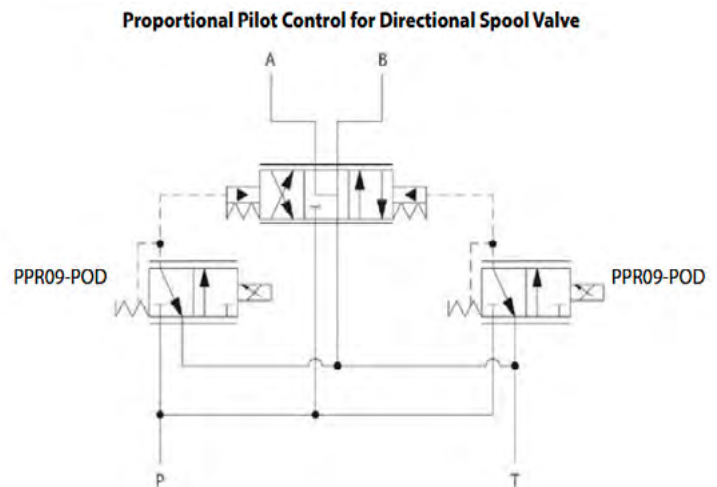 Proportional Pilot Control for Directional Spool Valve
A B
PPR09-POD PPR09-POD
P T